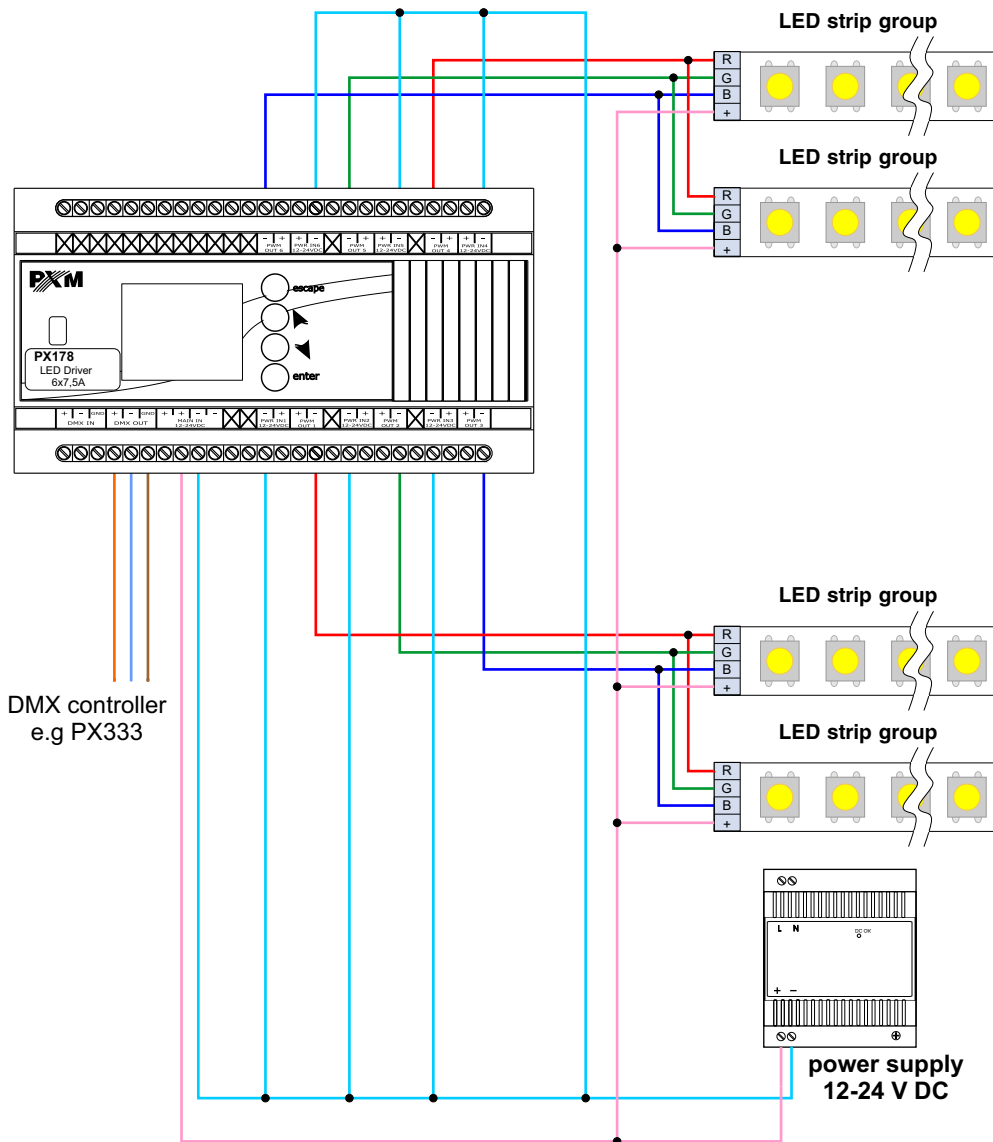 LED strip group
R
G
B
+
LED strip group
R
G
B
+
- + + - - + + - - + + -
PWM OUT 6 PWR IN6 12-24VDC PWM OUT 5 PWR IN5 12-24VDC PWM OUT 4 PWR IN4 12-24VDC
PXM
escape
enter
PX178
LED Driver
6x7,5A
+ - GND + - GND + + - - - + + - - + + - - + + -
DMX IN DMX OUT MAIN IN 12-24VDC PWR IN1 12-24VDC PWM OUT 1 PWR IN2 12-24VDC PWM OUT 2 PWR IN3 12-24VDC PWM OUT 3
DMX controller
e.g PX333
LED strip group
R
G
B
+
LED strip group
R
G
B
+
L N
DC OK
+ -
power supply
12-24 V DC